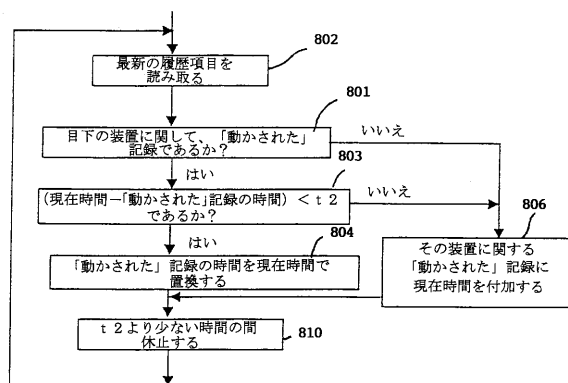 802
最新の履歴項目を
読み取る
801
目下の装置に関して、「動かされた」
記録であるか?
いいえ
はい
803
(現在時間−「動かされた」記録の時間) < t2
であるか?
いいえ
806
はい
804
「動かされた」記録の時間を現在時間で
置換する
その装置に関する
「動かされた」記録に
現在時間を付加する
t2より少ない時間の間
休止する
810